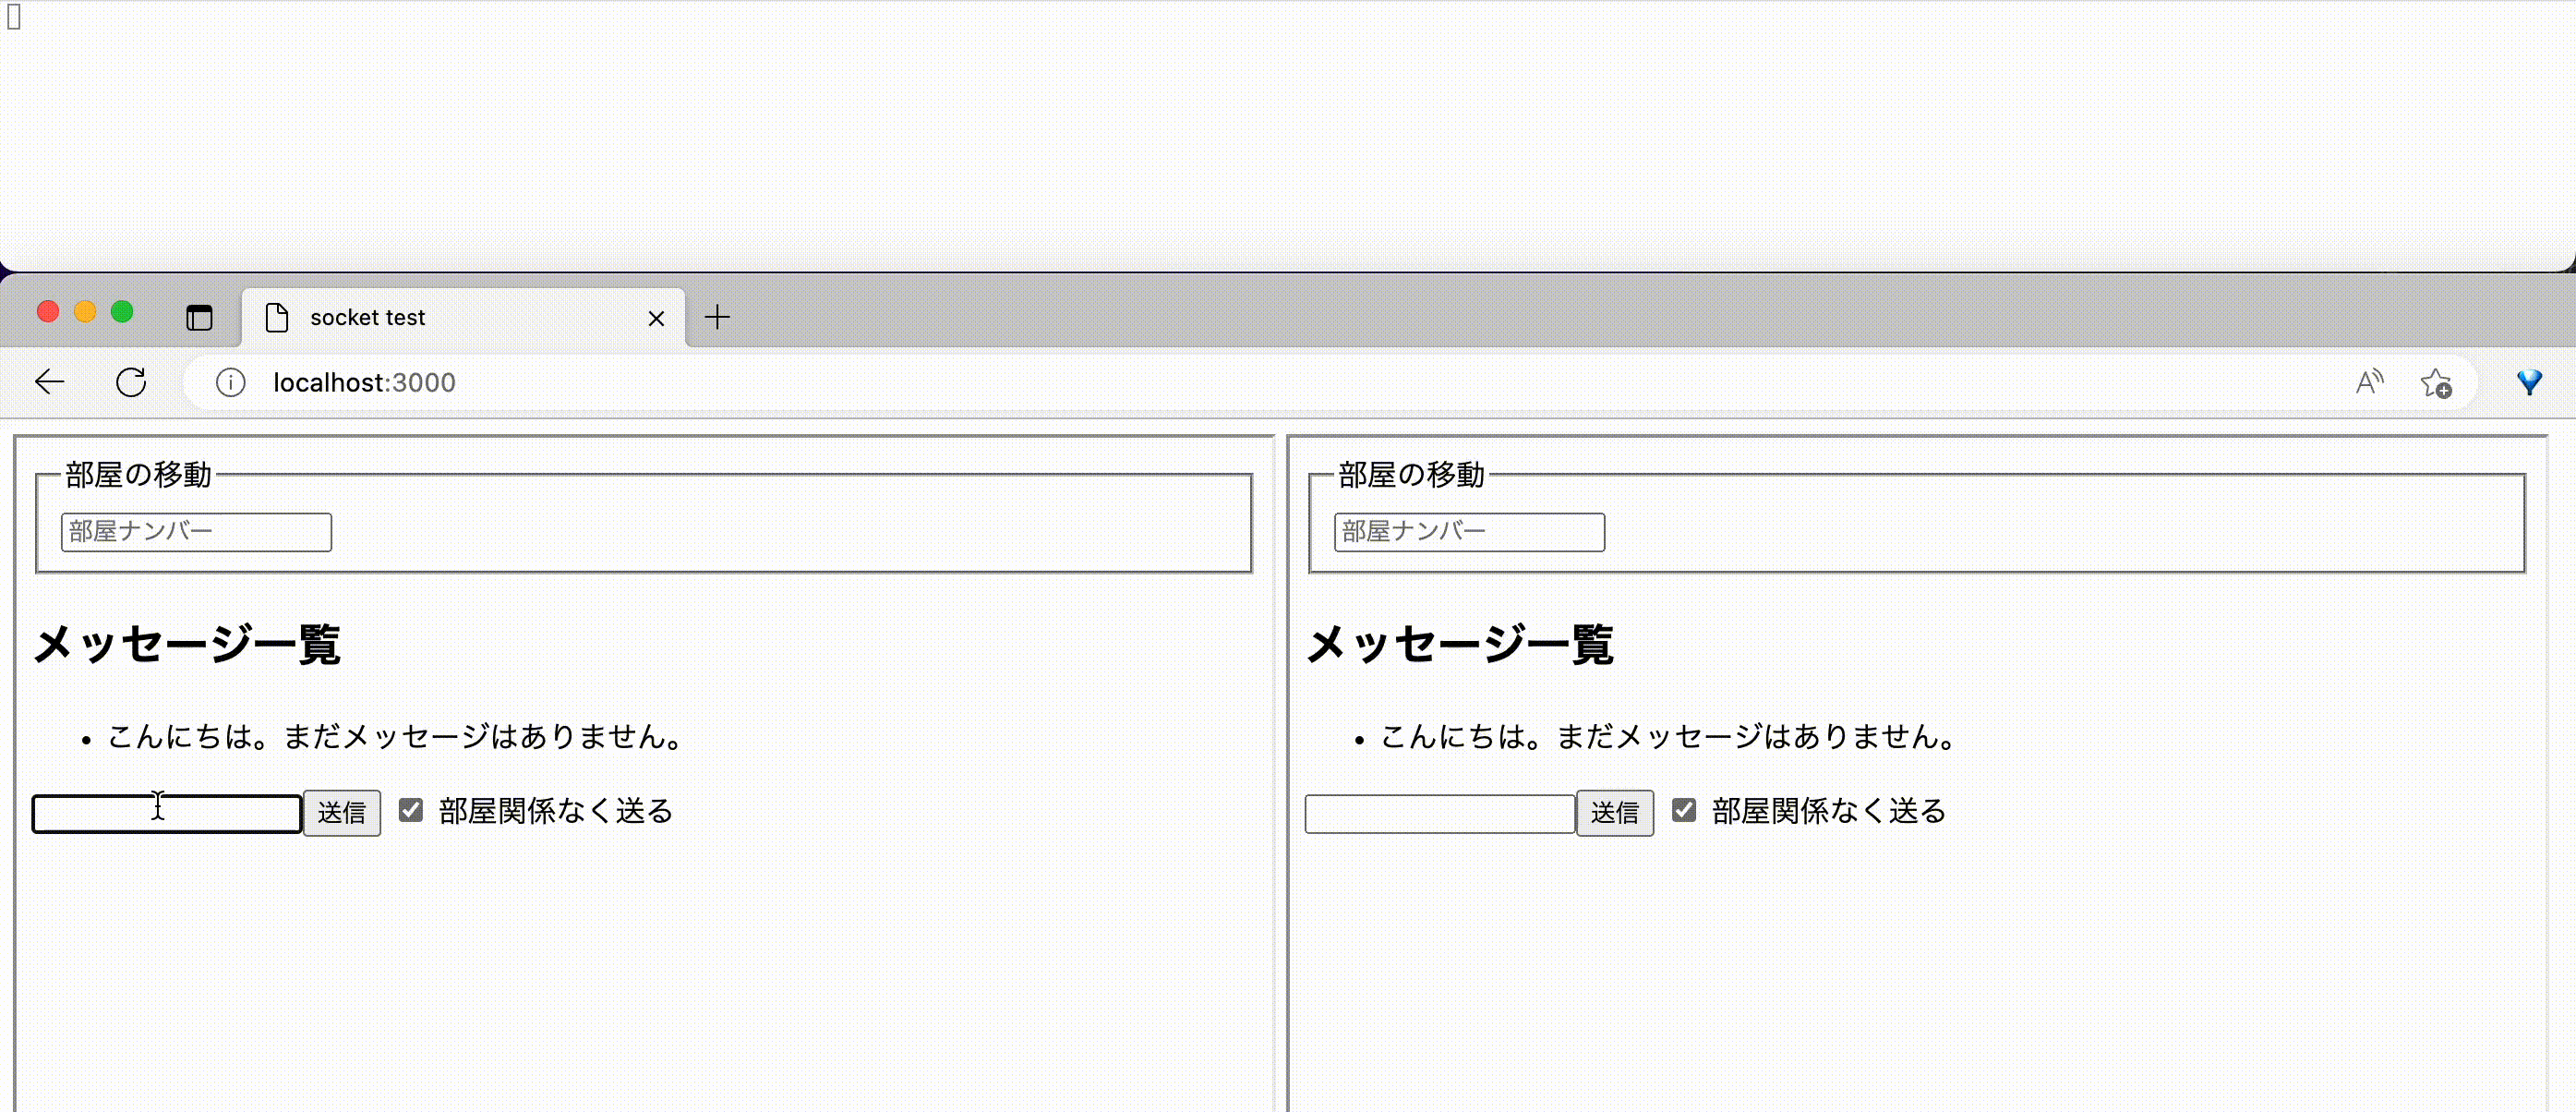 socket test
localhost:3000
部屋の移動
部屋ナンバー
メッセージ一覧
こんにちは。まだメッセージはありません。
送信 部屋関係なく送る
部屋の移動
部屋ナンバー
メッセージ一覧
こんにちは。まだメッセージはありません。
送信 部屋関係なく送る